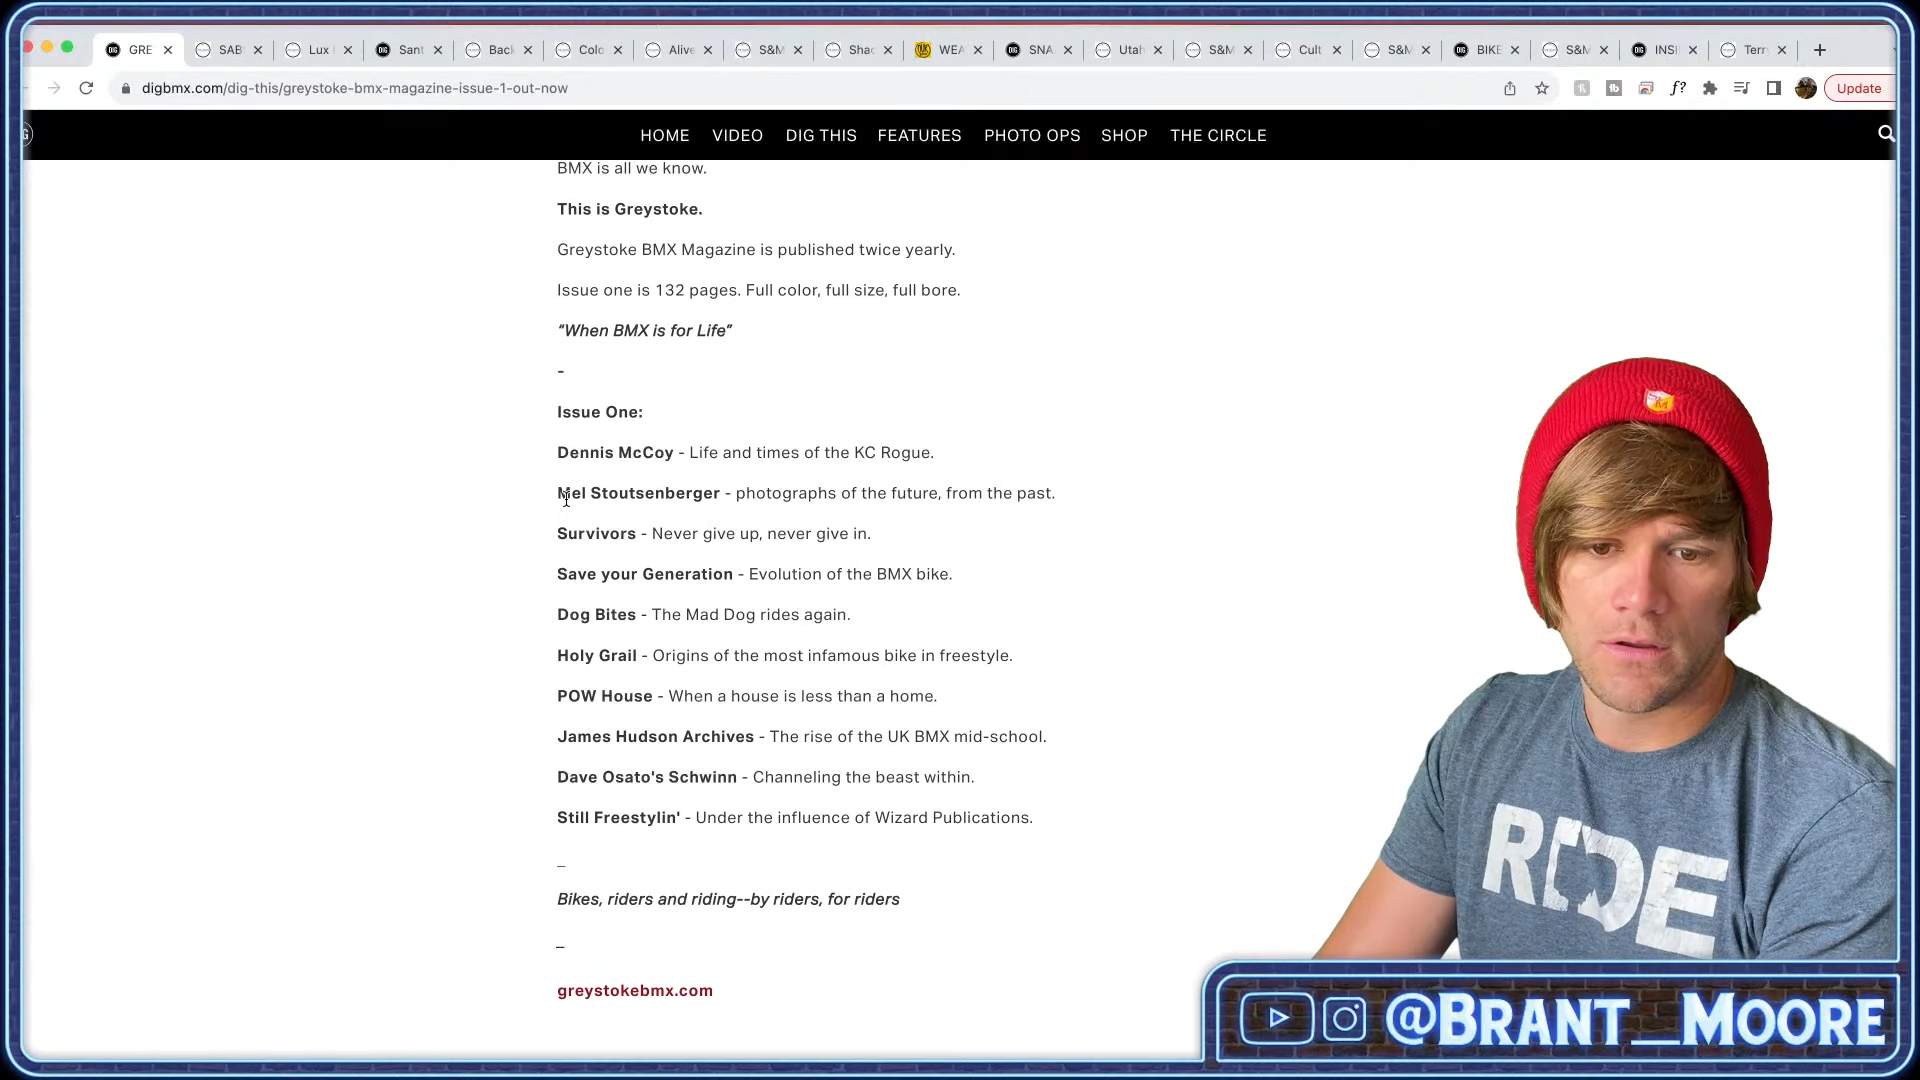 GRE
SAB
Lux
Sant
Back
Colo
Alive
S&M
Shac
WEA
SNA
Utah
S&M
Cult
S&M
BIKE
S&M
INSI
Terr
digbmx.com/dig-this/greystoke-bmx-magazine-issue-1-out-now
f?
Update
HOME VIDEO DIG THIS FEATURES PHOTO OPS SHOP THE CIRCLE
BMX is all we know.
This is Greystoke.
Greystoke BMX Magazine is published twice yearly.
Issue one is 132 pages. Full color, full size, full bore.
“When BMX is for Life”
-
Issue One:
Dennis McCoy - Life and times of the KC Rogue.
Mel Stoutsenberger - photographs of the future, from the past.
Survivors - Never give up, never give in.
Save your Generation - Evolution of the BMX bike.
Dog Bites - The Mad Dog rides again.
Holy Grail - Origins of the most infamous bike in freestyle.
POW House - When a house is less than a home.
James Hudson Archives - The rise of the UK BMX mid-school.
Dave Osato's Schwinn - Channeling the beast within.
Still Freestylin' - Under the influence of Wizard Publications.
–
Bikes, riders and riding--by riders, for riders
–
greystokebmx.com
RIDE
@BRANT_MOORE